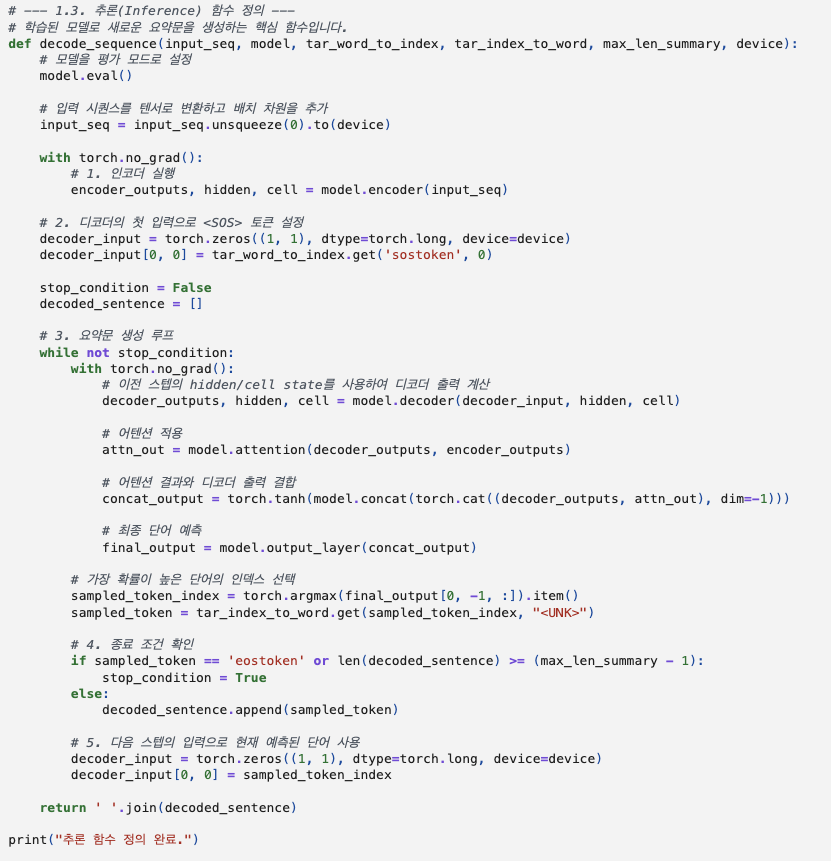 # --- 1.3. 추론(Inference) 함수 정의 ---
# 학습된 모델로 새로운 요약문을 생성하는 핵심 함수입니다.
def decode_sequence(input_seq, model, tar_word_to_index, tar_index_to_word, max_len_summary, device):
    # 모델을 평가 모드로 설정
    model.eval()

    # 입력 시퀀스를 텐서로 변환하고 배치 차원을 추가
    input_seq = input_seq.unsqueeze(0).to(device)

    with torch.no_grad():
        # 1. 인코더 실행
        encoder_outputs, hidden, cell = model.encoder(input_seq)

    # 2. 디코더의 첫 입력으로 <SOS> 토큰 설정
    decoder_input = torch.zeros((1, 1), dtype=torch.long, device=device)
    decoder_input[0, 0] = tar_word_to_index.get('sostoken', 0)

    stop_condition = False
    decoded_sentence = []

    # 3. 요약문 생성 루프
    while not stop_condition:
        with torch.no_grad():
            # 이전 스텝의 hidden/cell state를 사용하여 디코더 출력 계산
            decoder_outputs, hidden, cell = model.decoder(decoder_input, hidden, cell)

            # 어텐션 적용
            attn_out = model.attention(decoder_outputs, encoder_outputs)

            # 어텐션 결과와 디코더 출력 결합
            concat_output = torch.tanh(model.concat(torch.cat((decoder_outputs, attn_out), dim=-1)))

            # 최종 단어 예측
            final_output = model.output_layer(concat_output)

        # 가장 확률이 높은 단어의 인덱스 선택
        sampled_token_index = torch.argmax(final_output[0, -1, :]).item()
        sampled_token = tar_index_to_word.get(sampled_token_index, "<UNK>")

        # 4. 종료 조건 확인
        if sampled_token == 'eostoken' or len(decoded_sentence) >= (max_len_summary - 1):
            stop_condition = True
        else:
            decoded_sentence.append(sampled_token)

        # 5. 다음 스텝의 입력으로 현재 예측된 단어 사용
        decoder_input = torch.zeros((1, 1), dtype=torch.long, device=device)
        decoder_input[0, 0] = sampled_token_index

    return ' '.join(decoded_sentence)

print("추론 함수 정의 완료.")